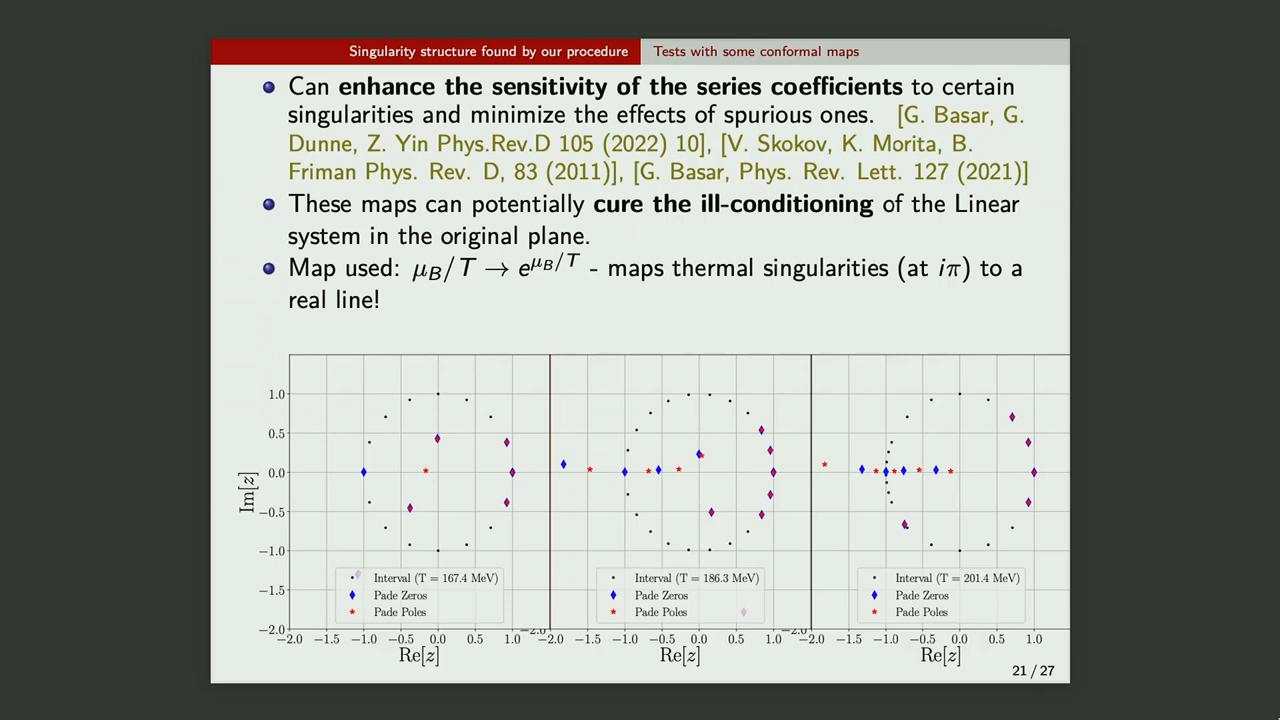 Singularity structure found by our procedure
Tests with some conformal maps
Can enhance the sensitivity of the series coefficients to certain
singularities and minimize the effects of spurious ones. [G. Basar, G.
Dunne, Z. Yin Phys.Rev.D 105 (2022) 10], [V. Skokov, K. Morita, B.
Friman Phys. Rev. D, 83 (2011)], [G. Basar, Phys. Rev. Lett. 127 (2021)]
These maps can potentially cure the ill-conditioning of the Linear
system in the original plane.
Map used: μ_B/T → e^{μ_B/T} - maps thermal singularities (at iπ) to a
real line!
1.0
0.5
0.0
−0.5
−1.0
−1.5
−2.0
Im[z]
Interval (T = 167.4 MeV)
Pade Zeros
Pade Poles
−2.0 −1.5 −1.0 −0.5 0.0 0.5 1.0
Re[z]
Interval (T = 186.3 MeV)
Pade Zeros
Pade Poles
−2.0
−2.0 −1.5 −1.0 −0.5 0.0 0.5 1.0
Re[z]
Interval (T = 201.4 MeV)
Pade Zeros
Pade Poles
−2.0
−2.0 −1.5 −1.0 −0.5 0.0 0.5 1.0
Re[z]
21 / 27